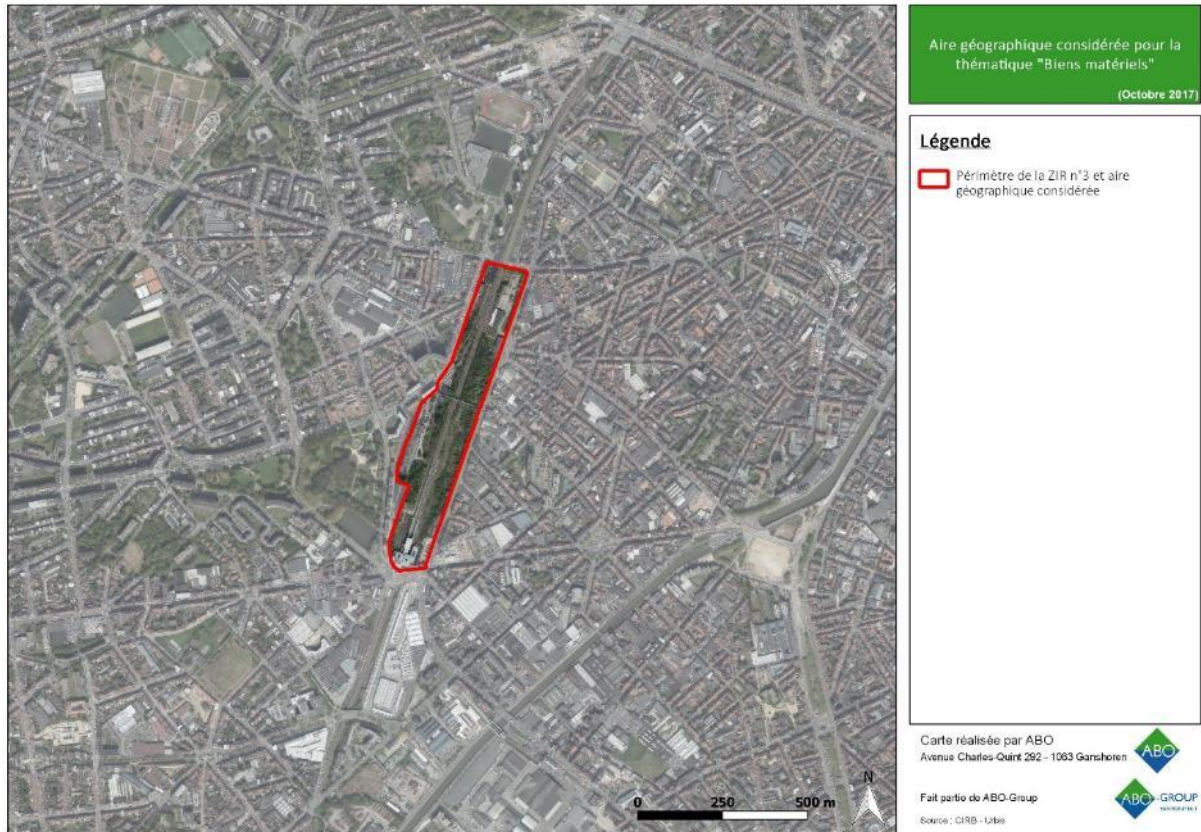 Aire géographique considérée pour la
thématique "Biens matériels"
(Octobre 2017)
Légende
Périmètre de la ZIR n°3 et aire
géographique considérée
N
0 250 500 m
Carte réalisée par ABO
Avenue Charles-Quint 292 - 1083 Ganshoren
ABO
Fait partie de ABO-Group
ABO-GROUP
ENVIRONMENT
Source : CIRB - Urbis